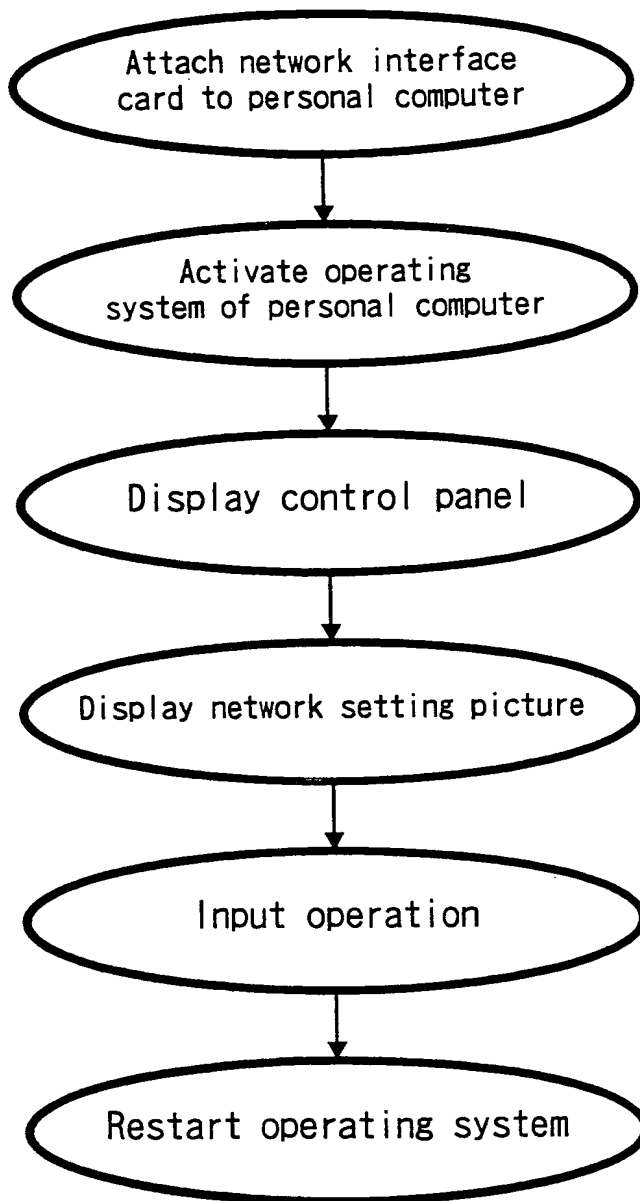 Attach network interface
card to personal computer
Activate operating
system of personal computer
Display control panel
Display network setting picture
Input operation
Restart operating system